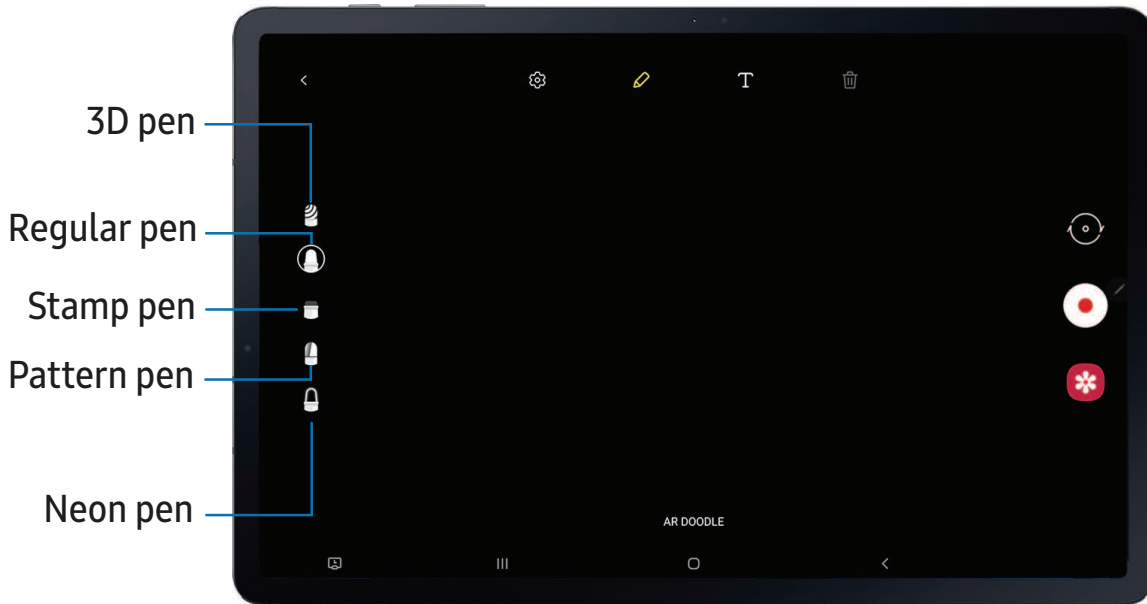 3D pen
Regular pen
Stamp pen
Pattern pen
Neon pen
T
AR DOODLE